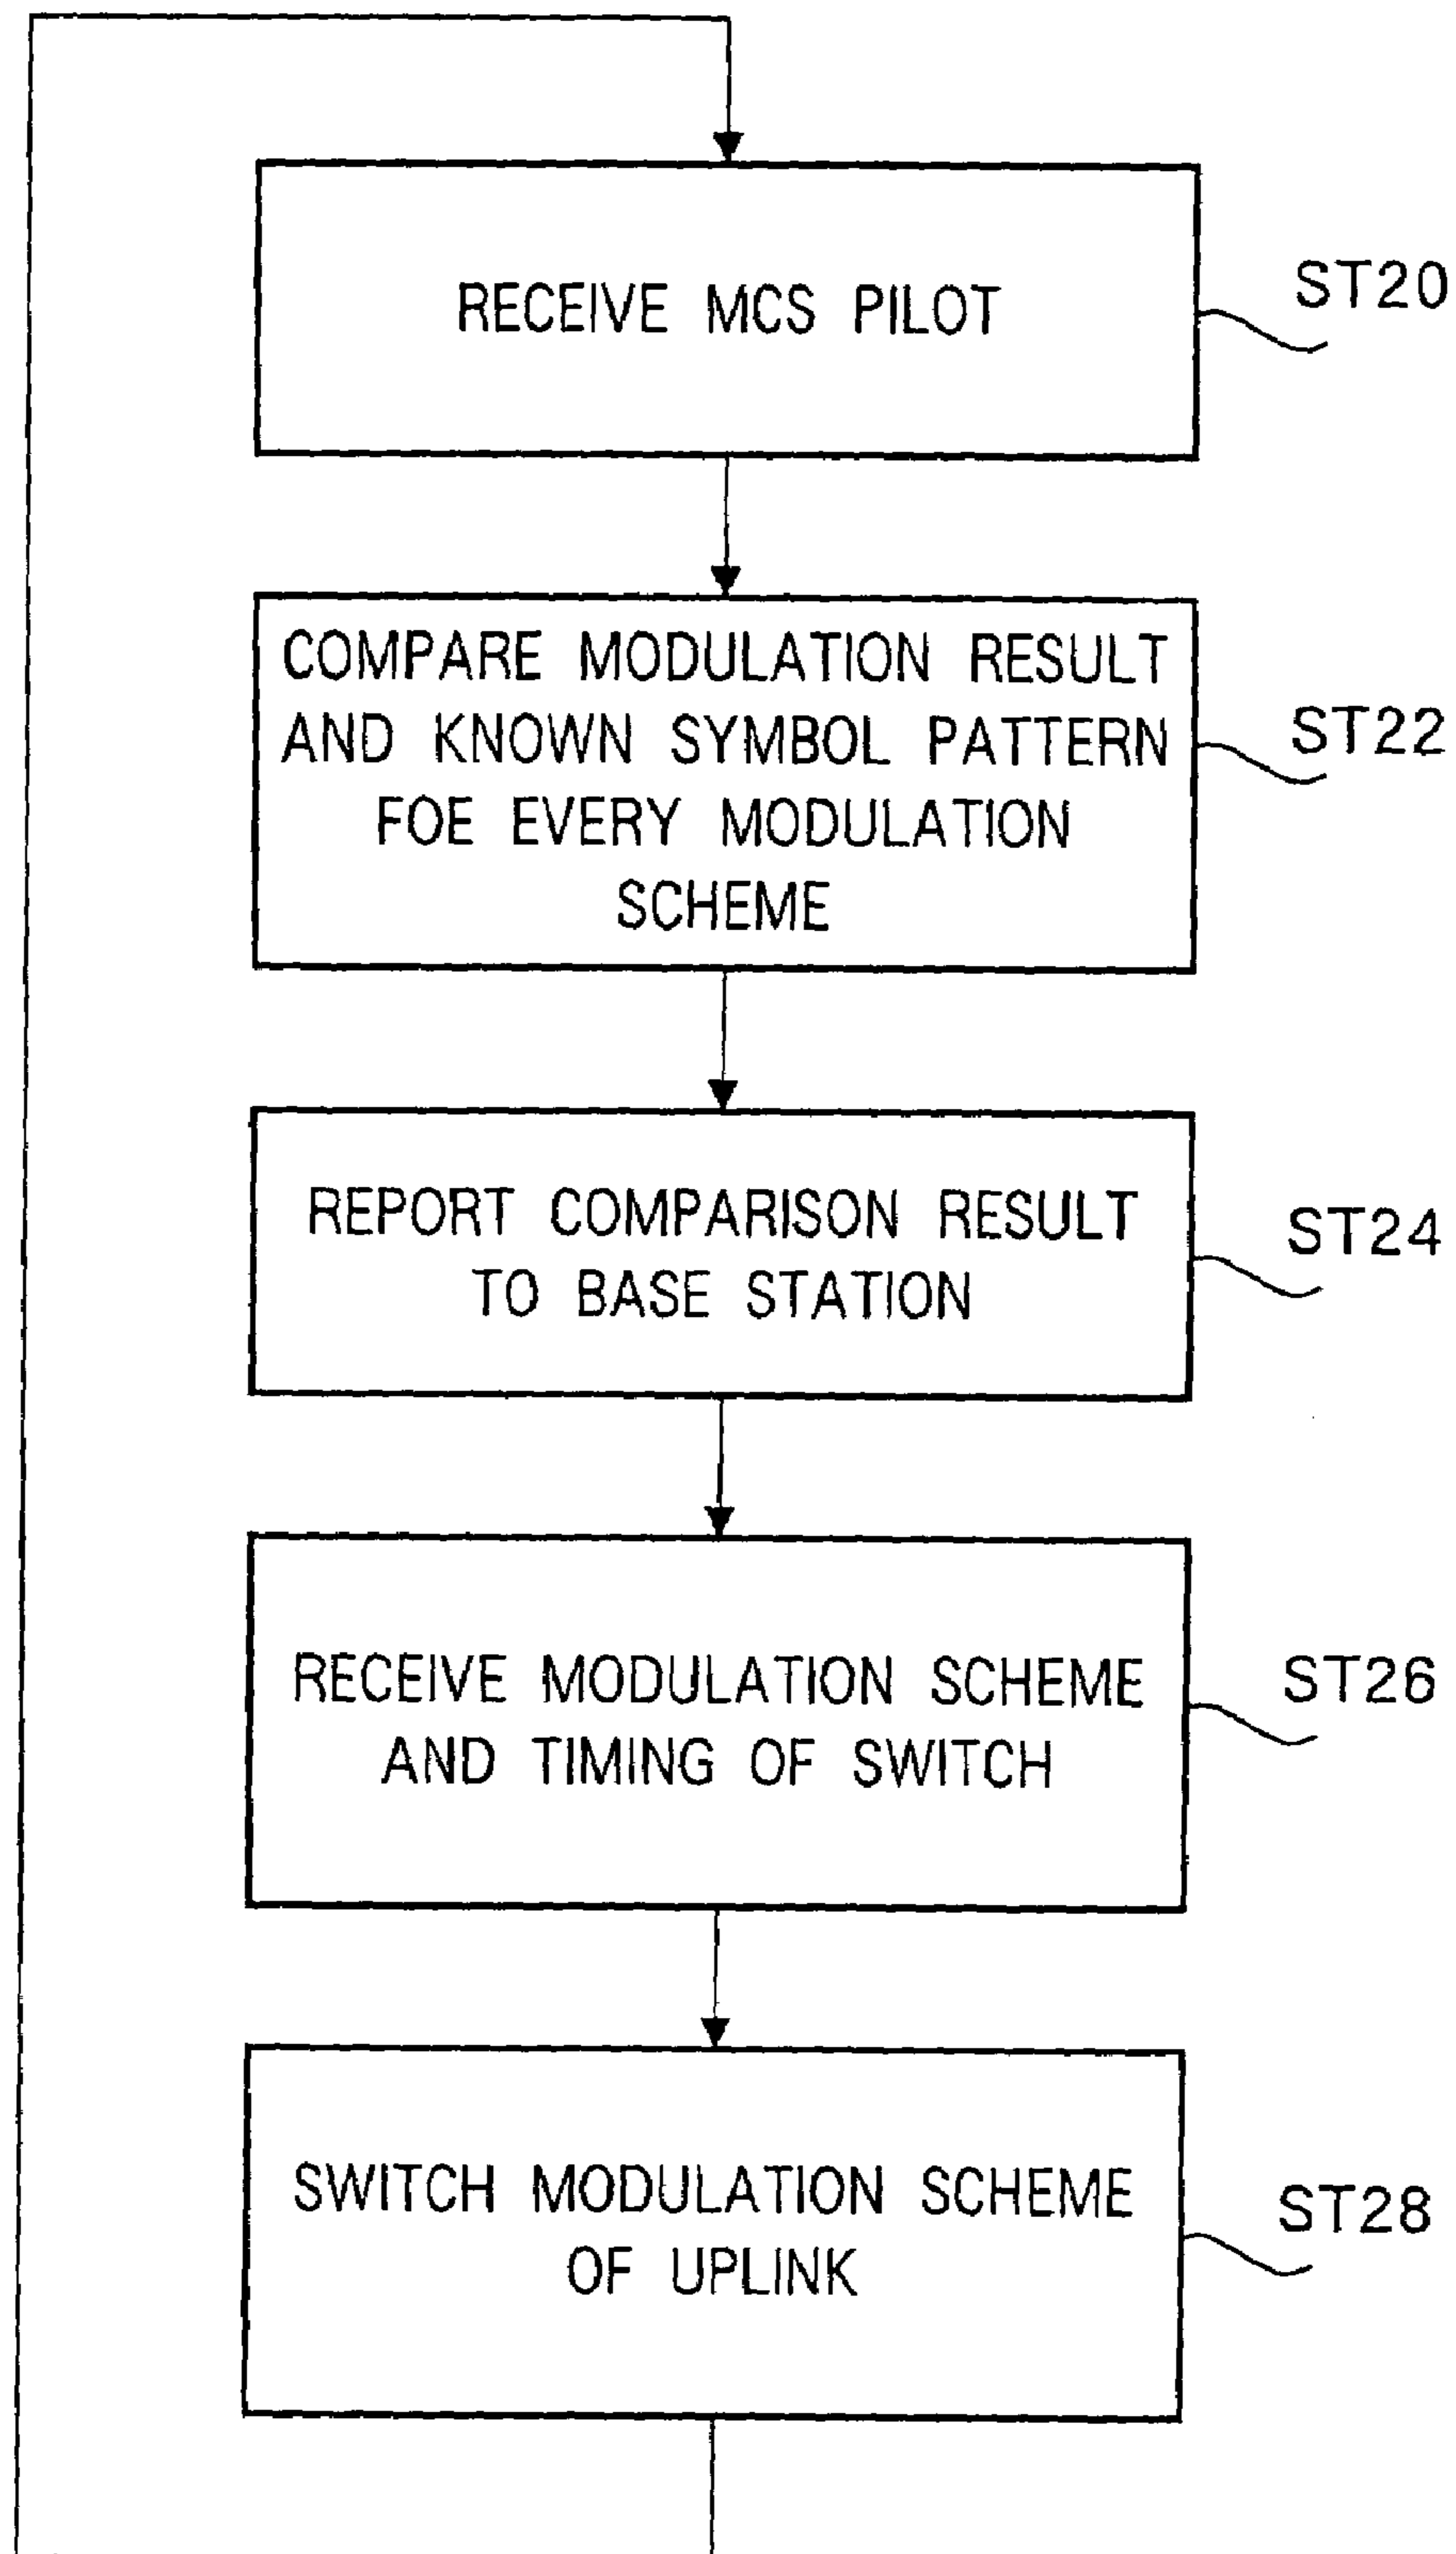 RECEIVE MCS PILOT
ST20
COMPARE MODULATION RESULT
AND KNOWN SYMBOL PATTERN
FOE EVERY MODULATION
SCHEME
ST22
REPORT COMPARISON RESULT
TO BASE STATION
ST24
RECEIVE MODULATION SCHEME
AND TIMING OF SWITCH
ST26
SWITCH MODULATION SCHEME
OF UPLINK
ST28